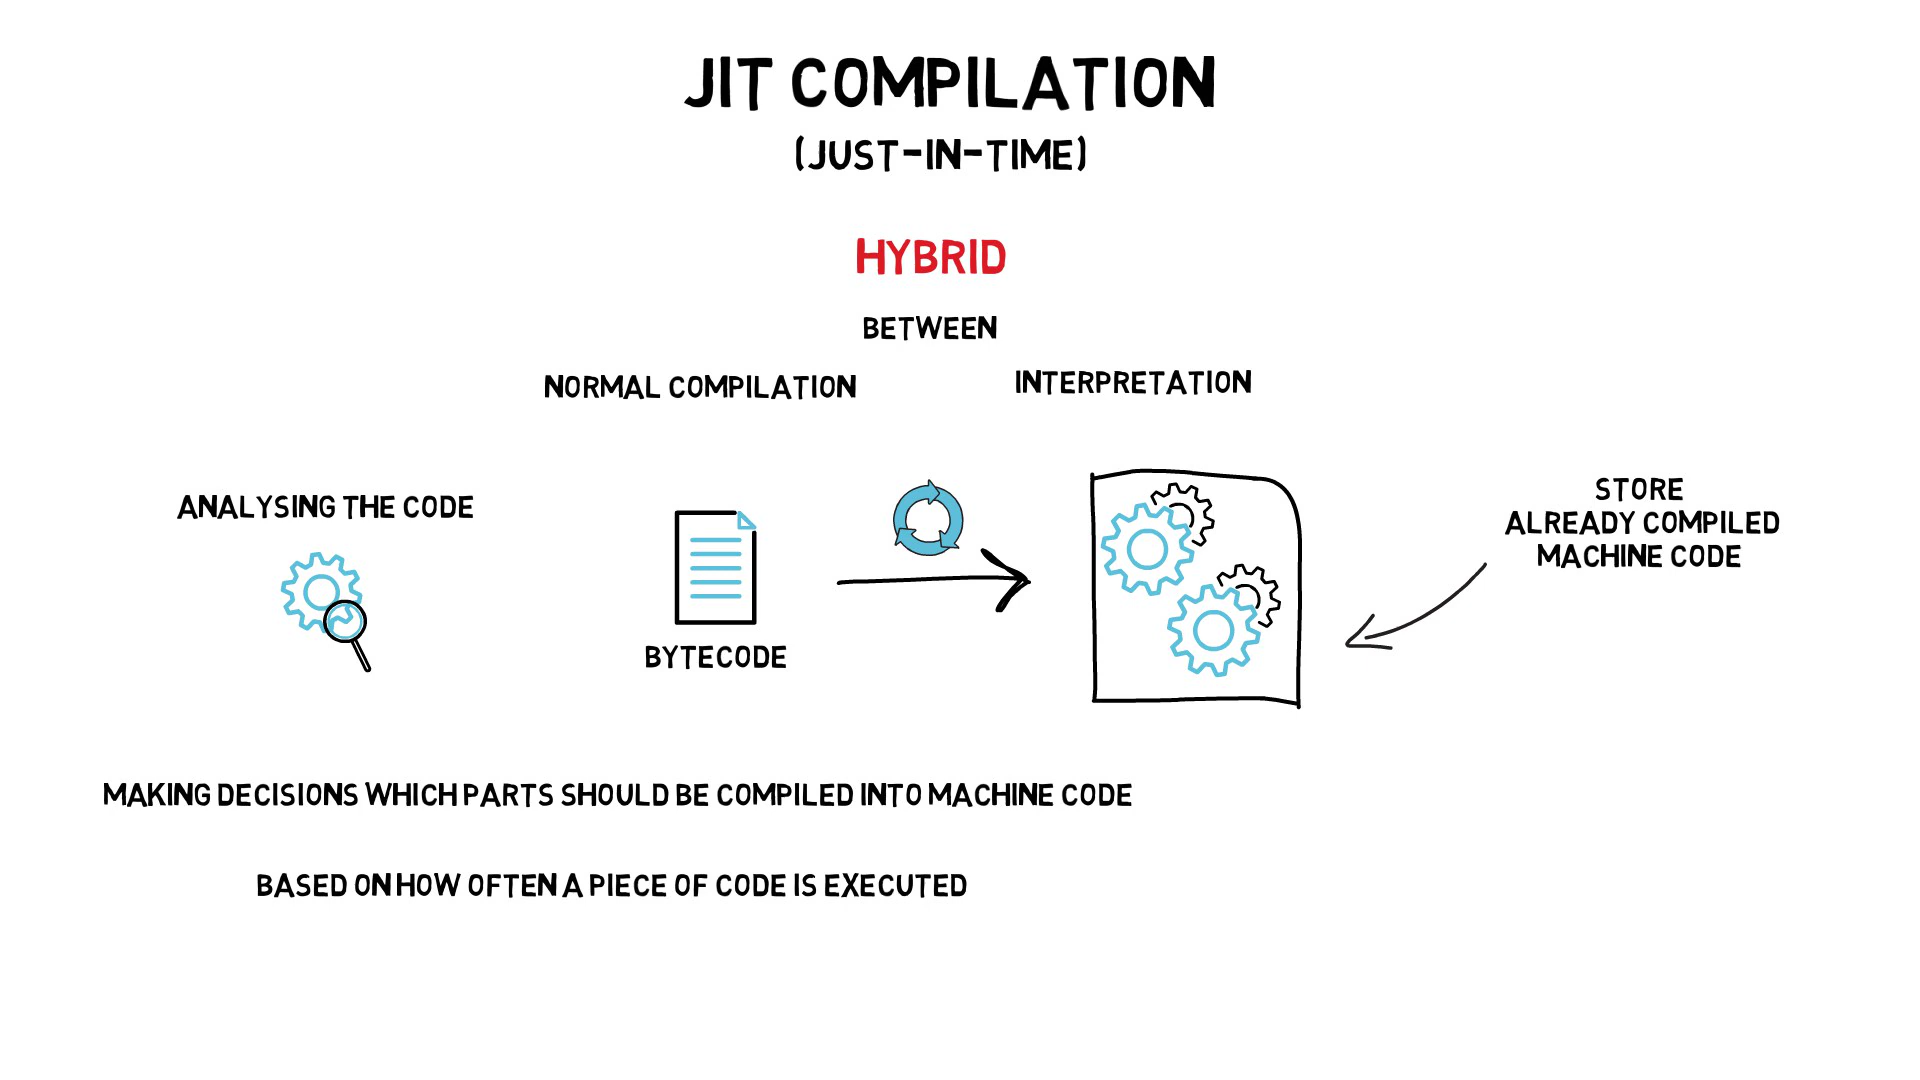 JIT COMPILATION
(JUST-IN-TIME)
HYBRID
BETWEEN
NORMAL COMPILATION
INTERPRETATION
ANALYSING THE CODE
BYTECODE
STORE
ALREADY COMPILED
MACHINE CODE
MAKING DECISIONS WHICH PARTS SHOULD BE COMPILED INTO MACHINE CODE
BASED ON HOW OFTEN A PIECE OF CODE IS EXECUTED